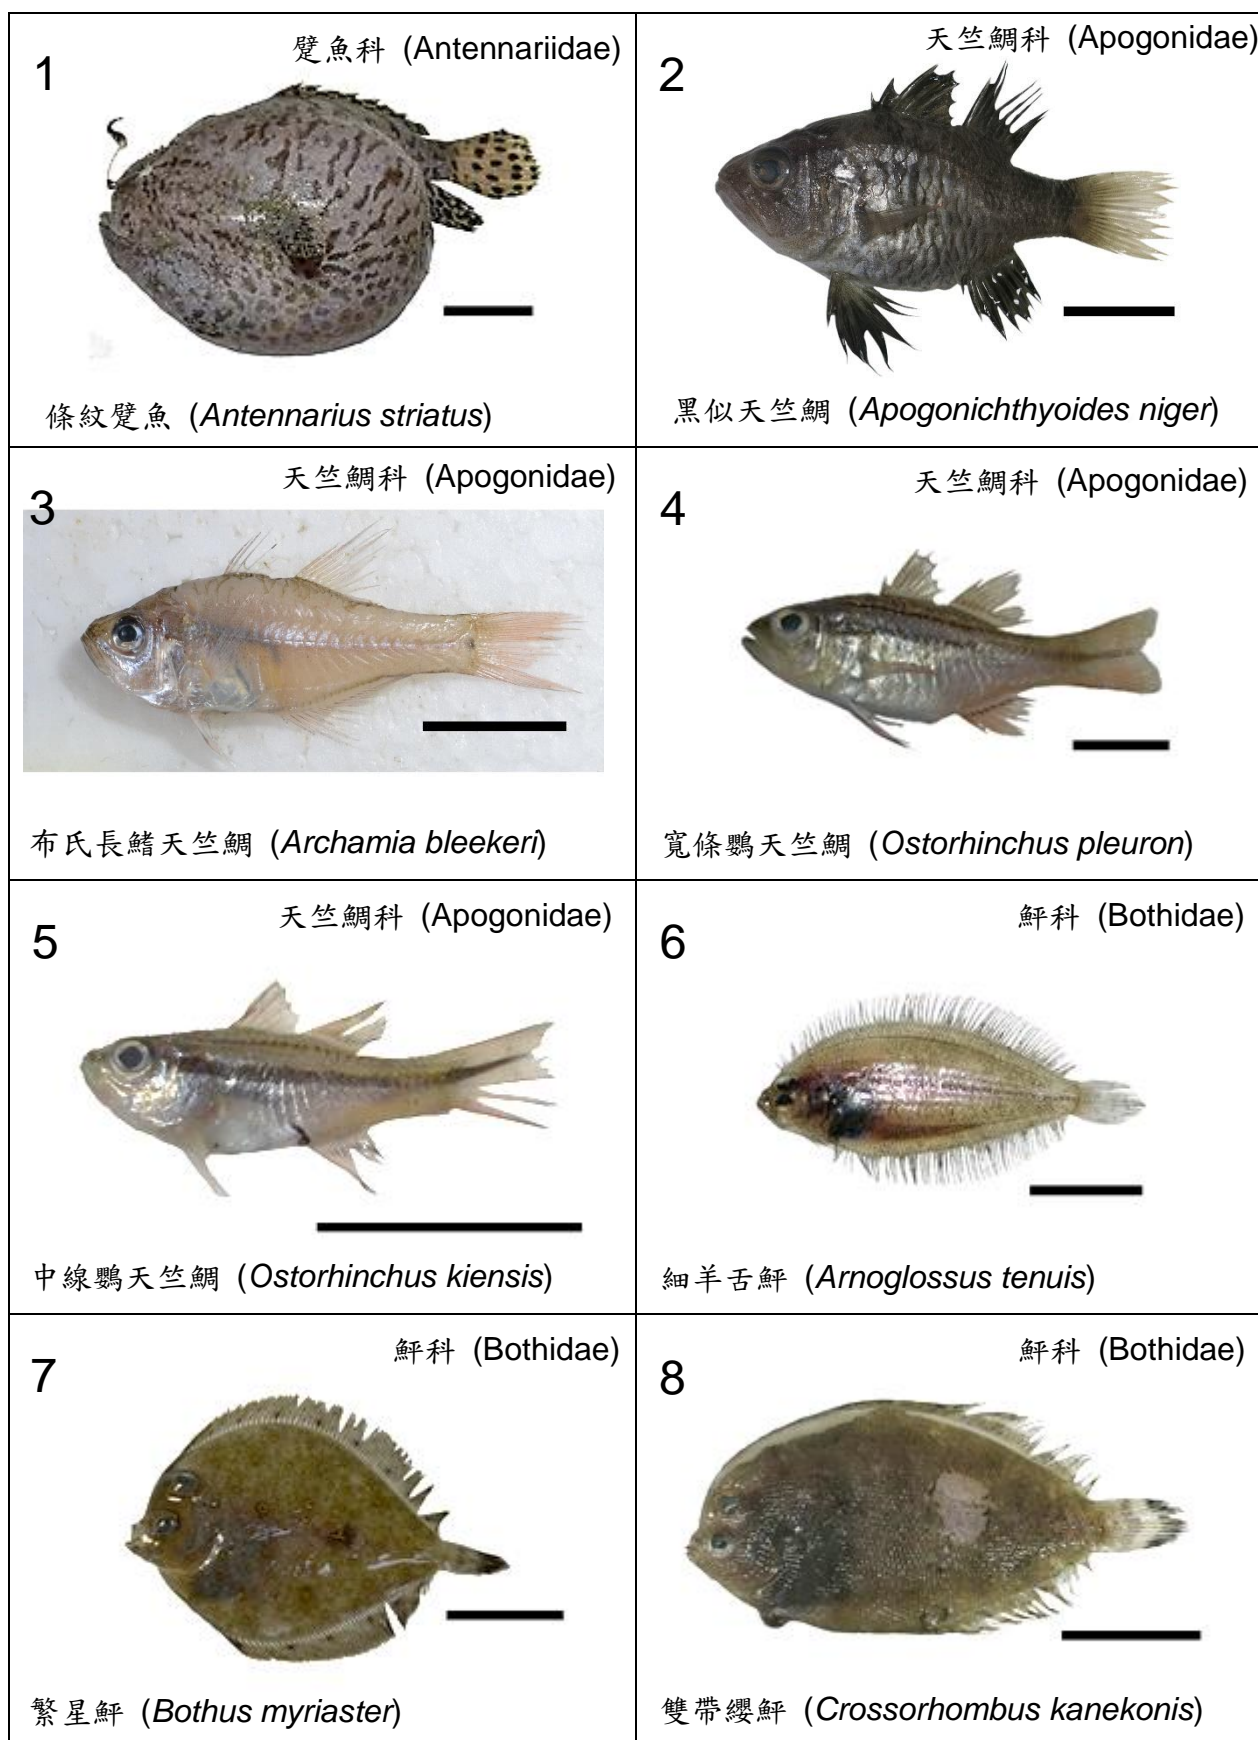 1
躄魚科 (Antennariidae)
條紋躄魚 (Antennarius striatus)
2
天竺鯛科 (Apogonidae)
黑似天竺鯛 (Apogonichthyoides niger)
3
天竺鯛科 (Apogonidae)
布氏長鰭天竺鯛 (Archamia bleekeri)
4
天竺鯛科 (Apogonidae)
寬條鸚天竺鯛 (Ostorhinchus pleuron)
5
天竺鯛科 (Apogonidae)
中線鸚天竺鯛 (Ostorhinchus kiensis)
6
鮃科 (Bothidae)
細羊舌鮃 (Arnoglossus tenuis)
7
鮃科 (Bothidae)
繁星鮃 (Bothus myriaster)
8
鮃科 (Bothidae)
雙帶纓鮃 (Crossorhombus kanekonis)